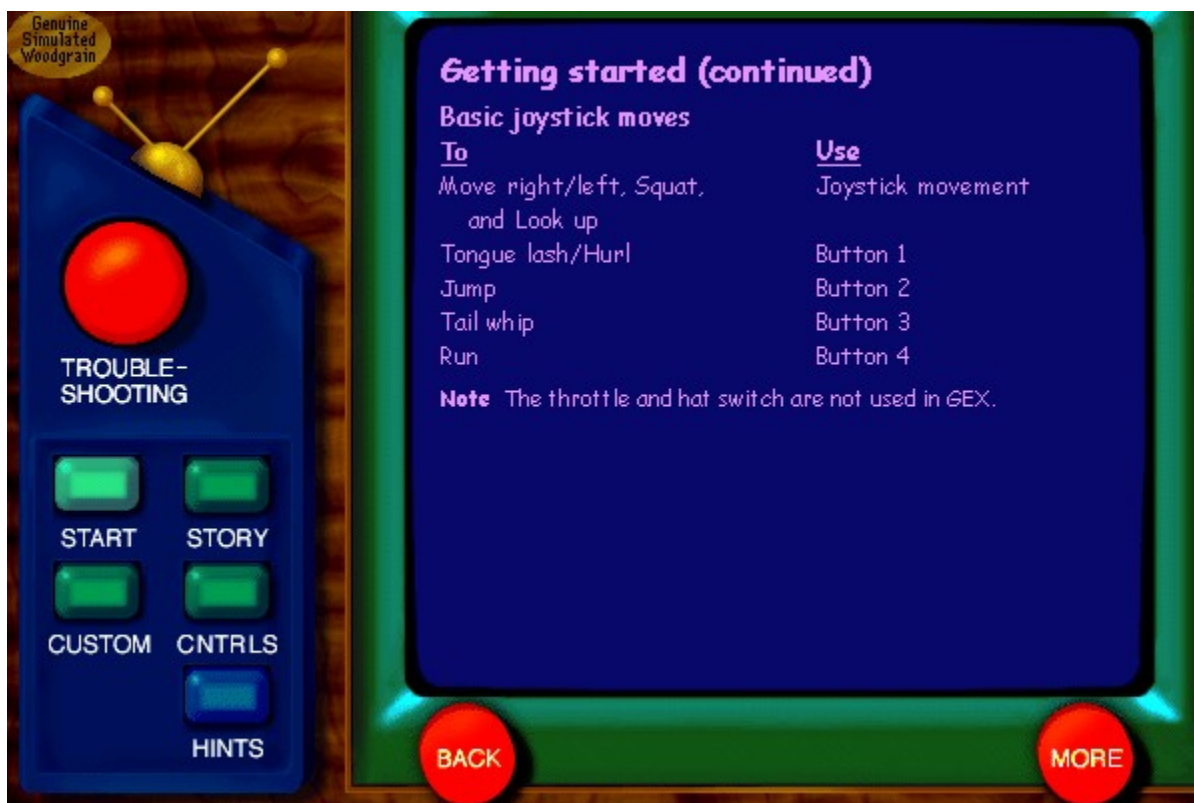 Genuine
Simulated
Woodgrain
TROUBLE-
SHOOTING
START STORY
CUSTOM CNTRLS
HINTS
Getting started (continued)
Basic joystick moves
To Use
Move right/left, Squat, Joystick movement
and Look up
Tongue lash/Hurl Button 1
Jump Button 2
Tail whip Button 3
Run Button 4
Note The throttle and hat switch are not used in GEX.
BACK MORE